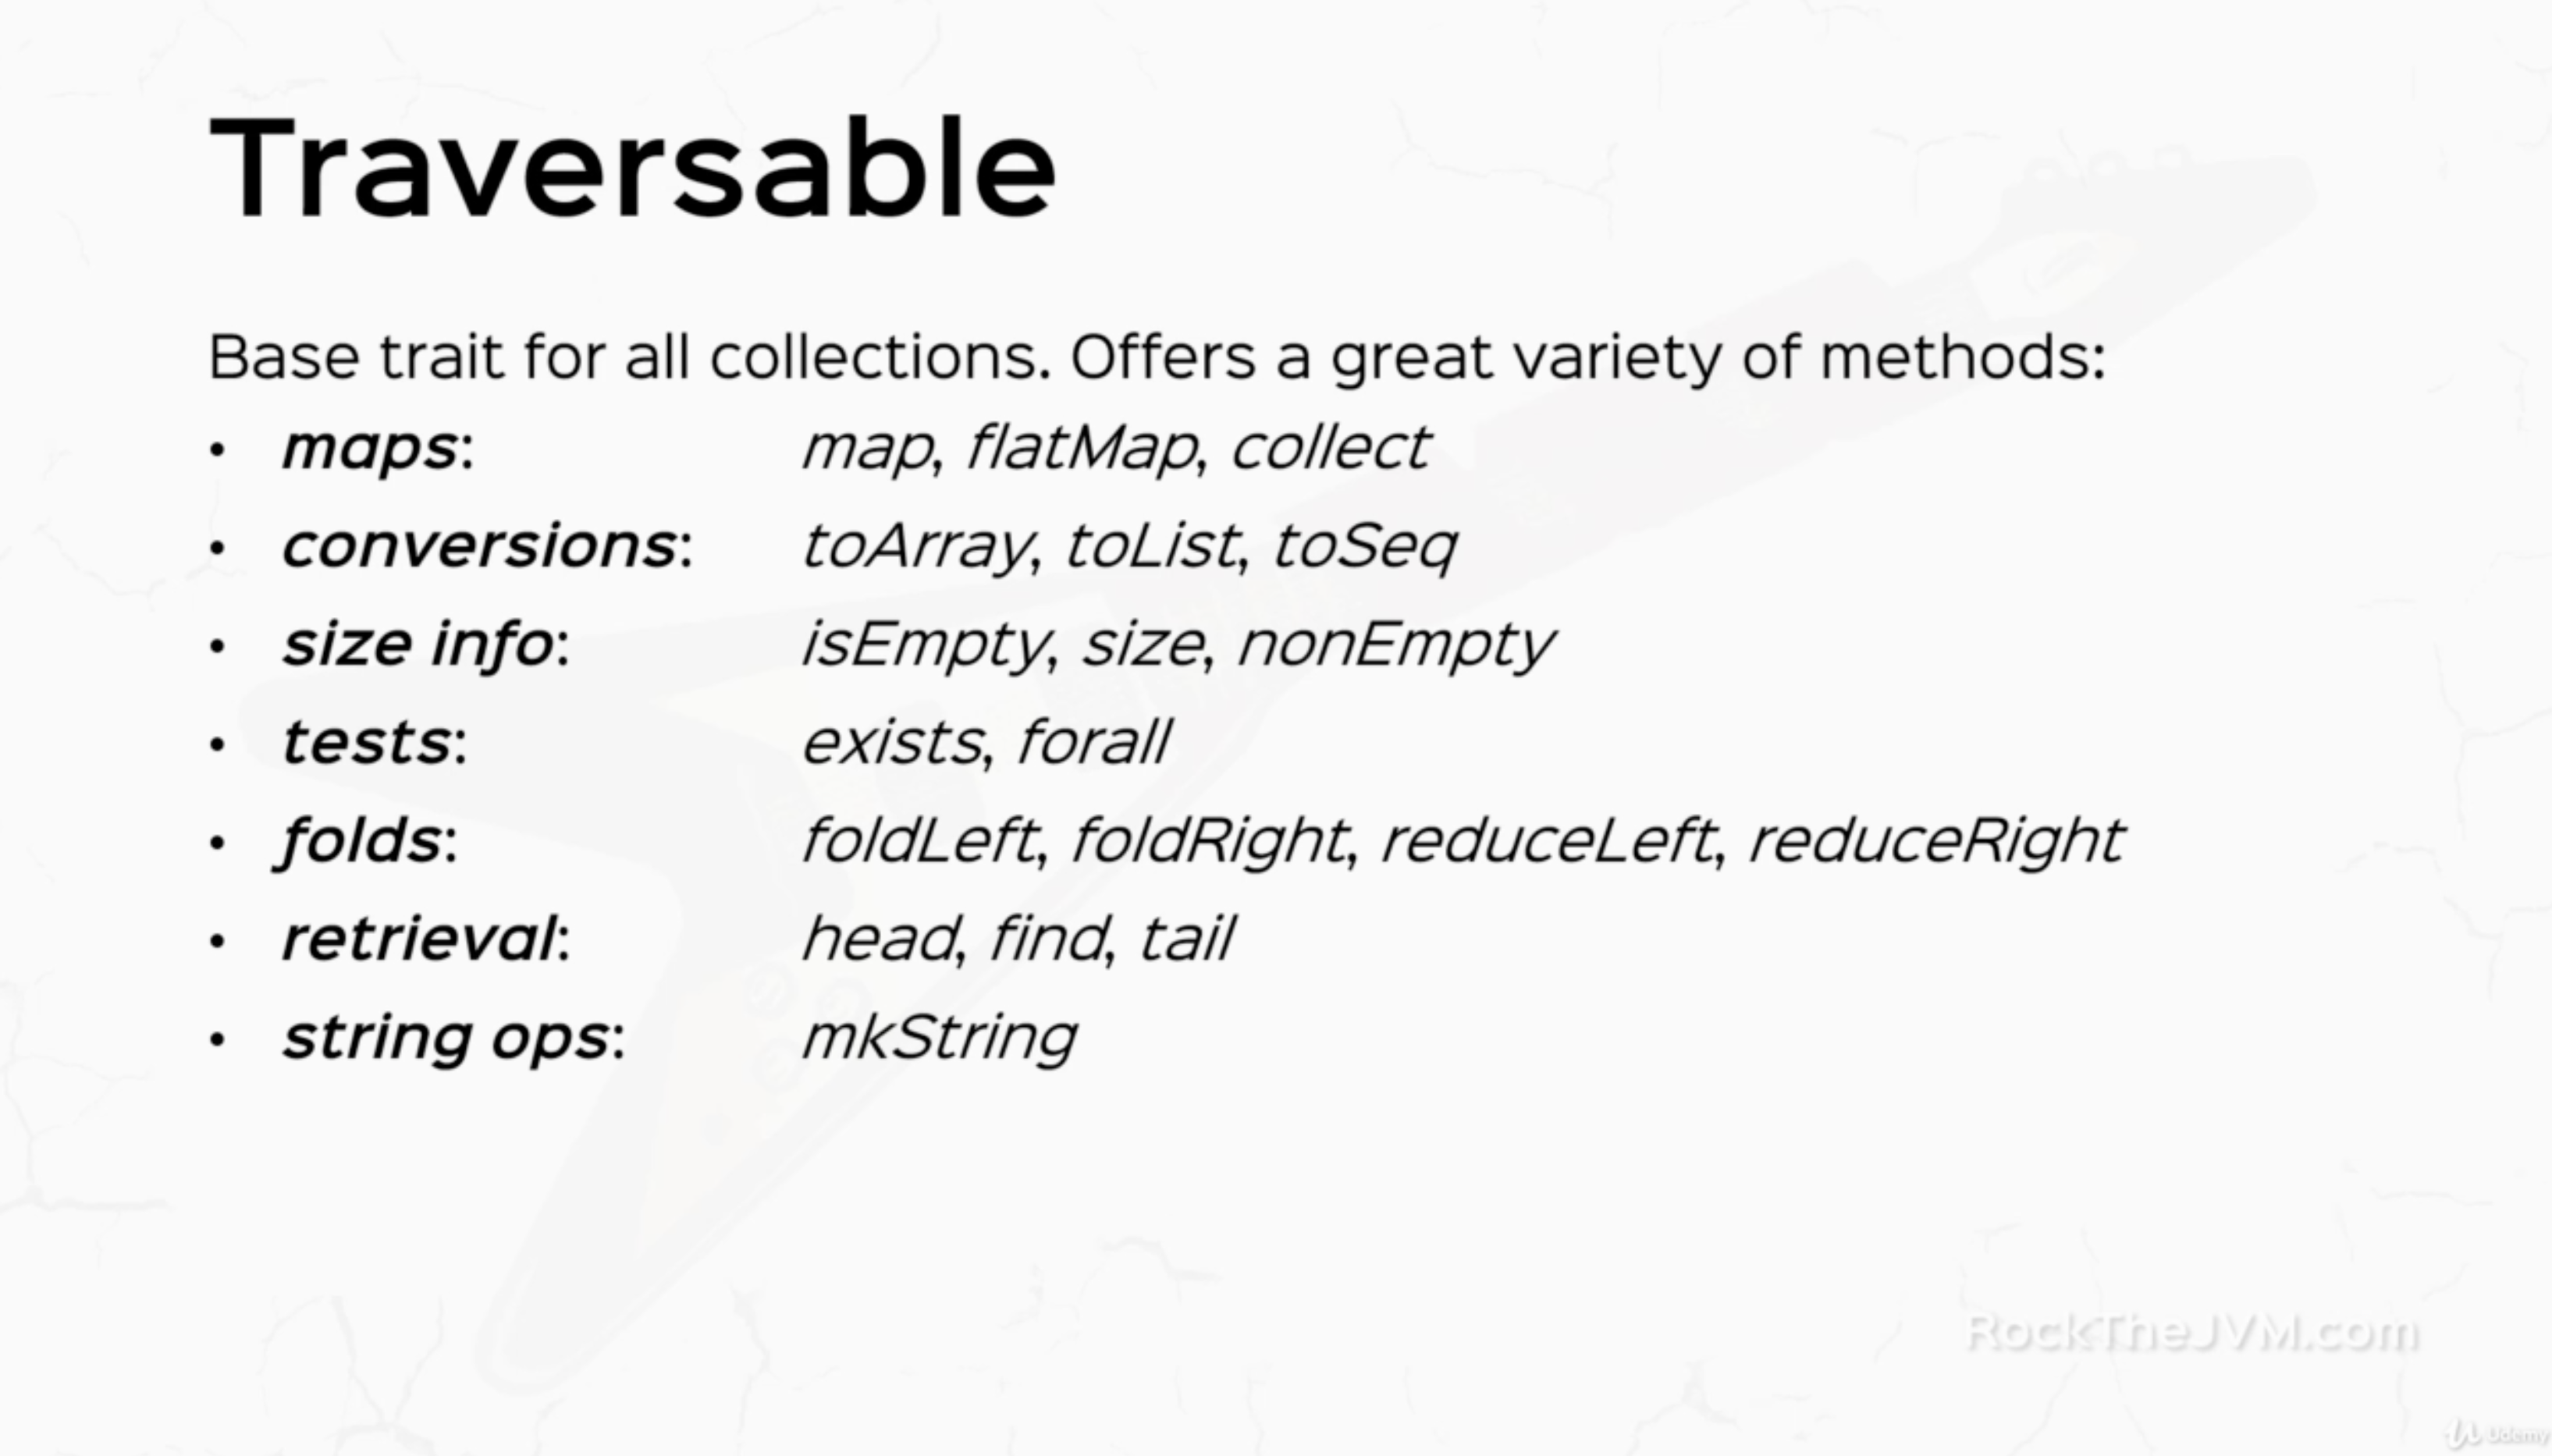 Traversable
Base trait for all collections. Offers a great variety of methods:
• maps: map, flatMap, collect
• conversions: toArray, toList, toSeq
• size info: isEmpty, size, nonEmpty
• tests: exists, forall
• folds: foldLeft, foldRight, reduceLeft, reduceRight
• retrieval: head, find, tail
• string ops: mkString
RockTheJVM.com
Udemy